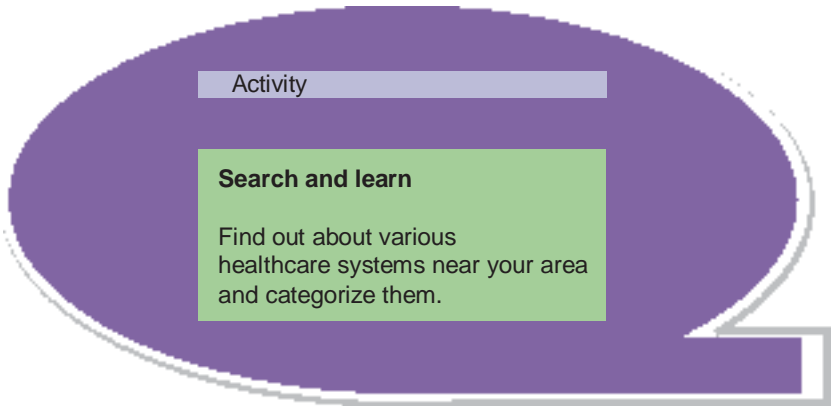 Activity
Search and learn
Find out about various
healthcare systems near your area
and categorize them.